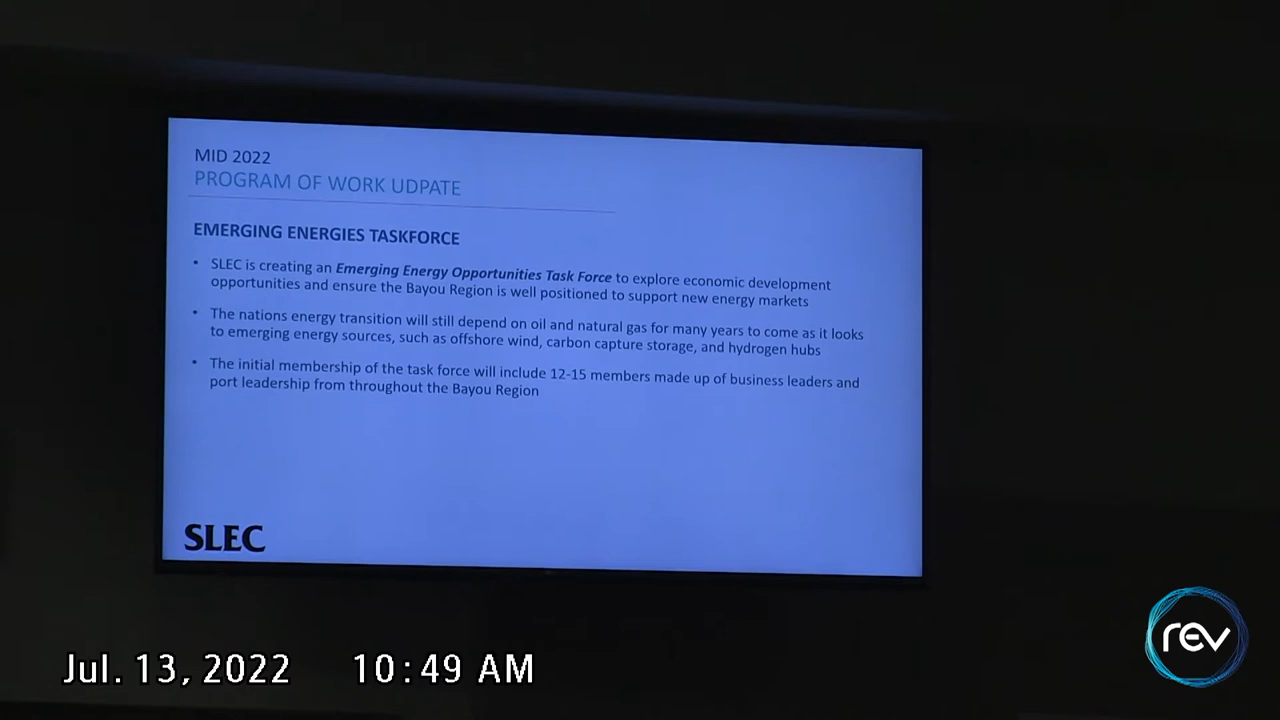 MID 2022
PROGRAM OF WORK UDPATE
EMERGING ENERGIES TASKFORCE
• SLEC is creating an Emerging Energy Opportunities Task Force to explore economic development
opportunities and ensure the Bayou Region is well positioned to support new energy markets
• The nations energy transition will still depend on oil and natural gas for many years to come as it looks
to emerging energy sources, such as offshore wind, carbon capture storage, and hydrogen hubs
• The initial membership of the task force will include 12-15 members made up of business leaders and
port leadership from throughout the Bayou Region
SLEC
rev
Jul. 13, 2022 10:49 AM